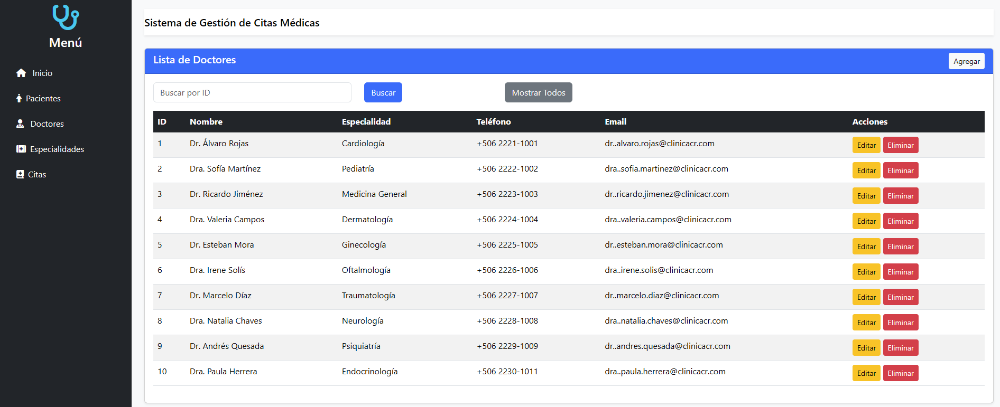 Menú
Inicio
Pacientes
Doctores
Especialidades
Citas
Sistema de Gestión de Citas Médicas
Lista de Doctores Agregar
Buscar por ID Buscar Mostrar Todos
ID Nombre Especialidad Teléfono Email Acciones
1 Dr. Álvaro Rojas Cardiología +506 2221-1001 dr..alvaro.rojas@clinicacr.com Editar Eliminar
2 Dra. Sofía Martínez Pediatría +506 2222-1002 dra..sofia.martinez@clinicacr.com Editar Eliminar
3 Dr. Ricardo Jiménez Medicina General +506 2223-1003 dr..ricardo.jimenez@clinicacr.com Editar Eliminar
4 Dra. Valeria Campos Dermatología +506 2224-1004 dra..valeria.campos@clinicacr.com Editar Eliminar
5 Dr. Esteban Mora Ginecología +506 2225-1005 dr..esteban.mora@clinicacr.com Editar Eliminar
6 Dra. Irene Solís Oftalmología +506 2226-1006 dra..irene.solis@clinicacr.com Editar Eliminar
7 Dr. Marcelo Díaz Traumatología +506 2227-1007 dr..marcelo.diaz@clinicacr.com Editar Eliminar
8 Dra. Natalia Chaves Neurología +506 2228-1008 dra..natalia.chaves@clinicacr.com Editar Eliminar
9 Dr. Andrés Quesada Psiquiatría +506 2229-1009 dr..andres.quesada@clinicacr.com Editar Eliminar
10 Dra. Paula Herrera Endocrinología +506 2230-1011 dra..paula.herrera@clinicacr.com Editar Eliminar